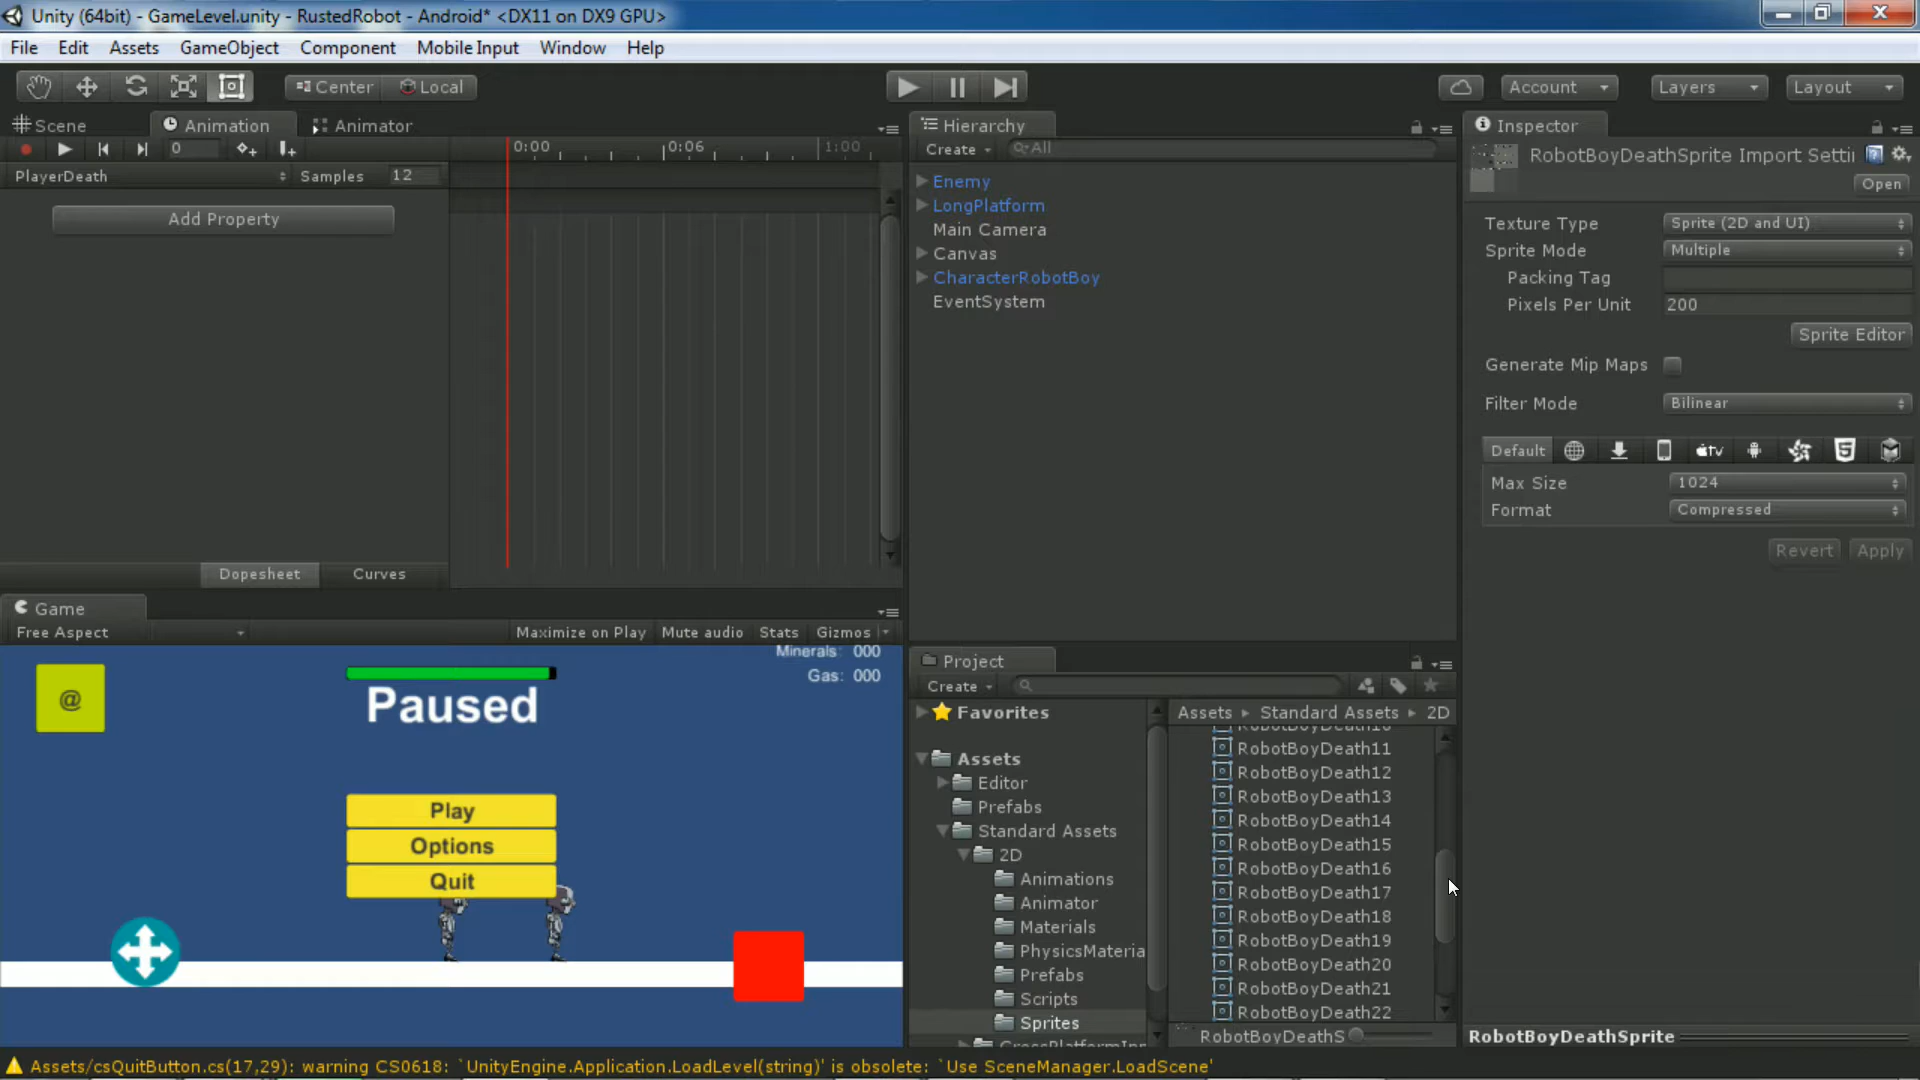 Unity (64bit) - GameLevel.unity - RustedRobot - Android* <DX11 on DX9 GPU>
File Edit Assets GameObject Component Mobile Input Window Help
Center Local Account Layers Layout
Scene Animation Animator
0 0:00 0:06 1:00
PlayerDeath Samples 12
Add Property
Dopesheet Curves
Hierarchy
Create All
Enemy
LongPlatform
Main Camera
Canvas
CharacterRobotBoy
EventSystem
Inspector
RobotBoyDeathSprite Import Setti
Open
Texture Type Sprite (2D and UI)
Sprite Mode Multiple
Packing Tag
Pixels Per Unit 200
Sprite Editor
Generate Mip Maps
Filter Mode Bilinear
Default tv
Max Size 1024
Format Compressed
Revert Apply
Game
Free Aspect Maximize on Play Mute audio Stats Gizmos
Minerals: 000
Gas: 000
@
Paused
Play
Options
Quit
Project
Create
Favorites
Assets
Editor
Prefabs
Standard Assets
2D
Animations
Animator
Materials
PhysicsMateria
Prefabs
Scripts
Sprites
Assets Standard Assets 2D
RobotBoyDeath11
RobotBoyDeath12
RobotBoyDeath13
RobotBoyDeath14
RobotBoyDeath15
RobotBoyDeath16
RobotBoyDeath17
RobotBoyDeath18
RobotBoyDeath19
RobotBoyDeath20
RobotBoyDeath21
RobotBoyDeath22
RobotBoyDeathS
RobotBoyDeathSprite
Assets/csQuitButton.cs(17,29): warning CS0618: `UnityEngine.Application.LoadLevel(string)' is obsolete: `Use SceneManager.LoadScene'